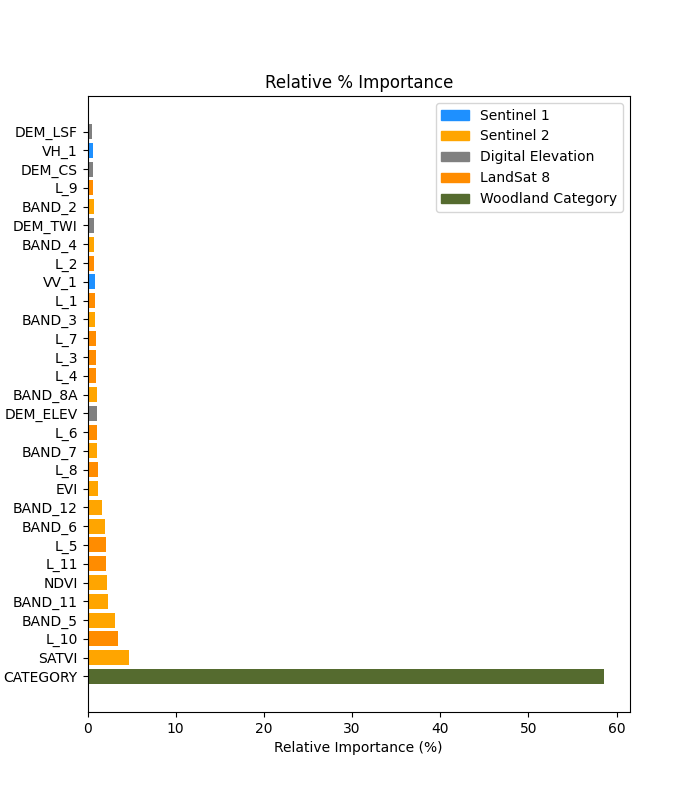 Relative % Importance
Sentinel 1
Sentinel 2
Digital Elevation
LandSat 8
Woodland Category
DEM_LSF
VH_1
DEM_CS
L_9
BAND_2
DEM_TWI
BAND_4
L_2
VV_1
L_1
BAND_3
L_7
L_3
L_4
BAND_8A
DEM_ELEV
L_6
BAND_7
L_8
EVI
BAND_12
BAND_6
L_5
L_11
NDVI
BAND_11
BAND_5
L_10
SATVI
CATEGORY
0 10 20 30 40 50 60
Relative Importance (%)